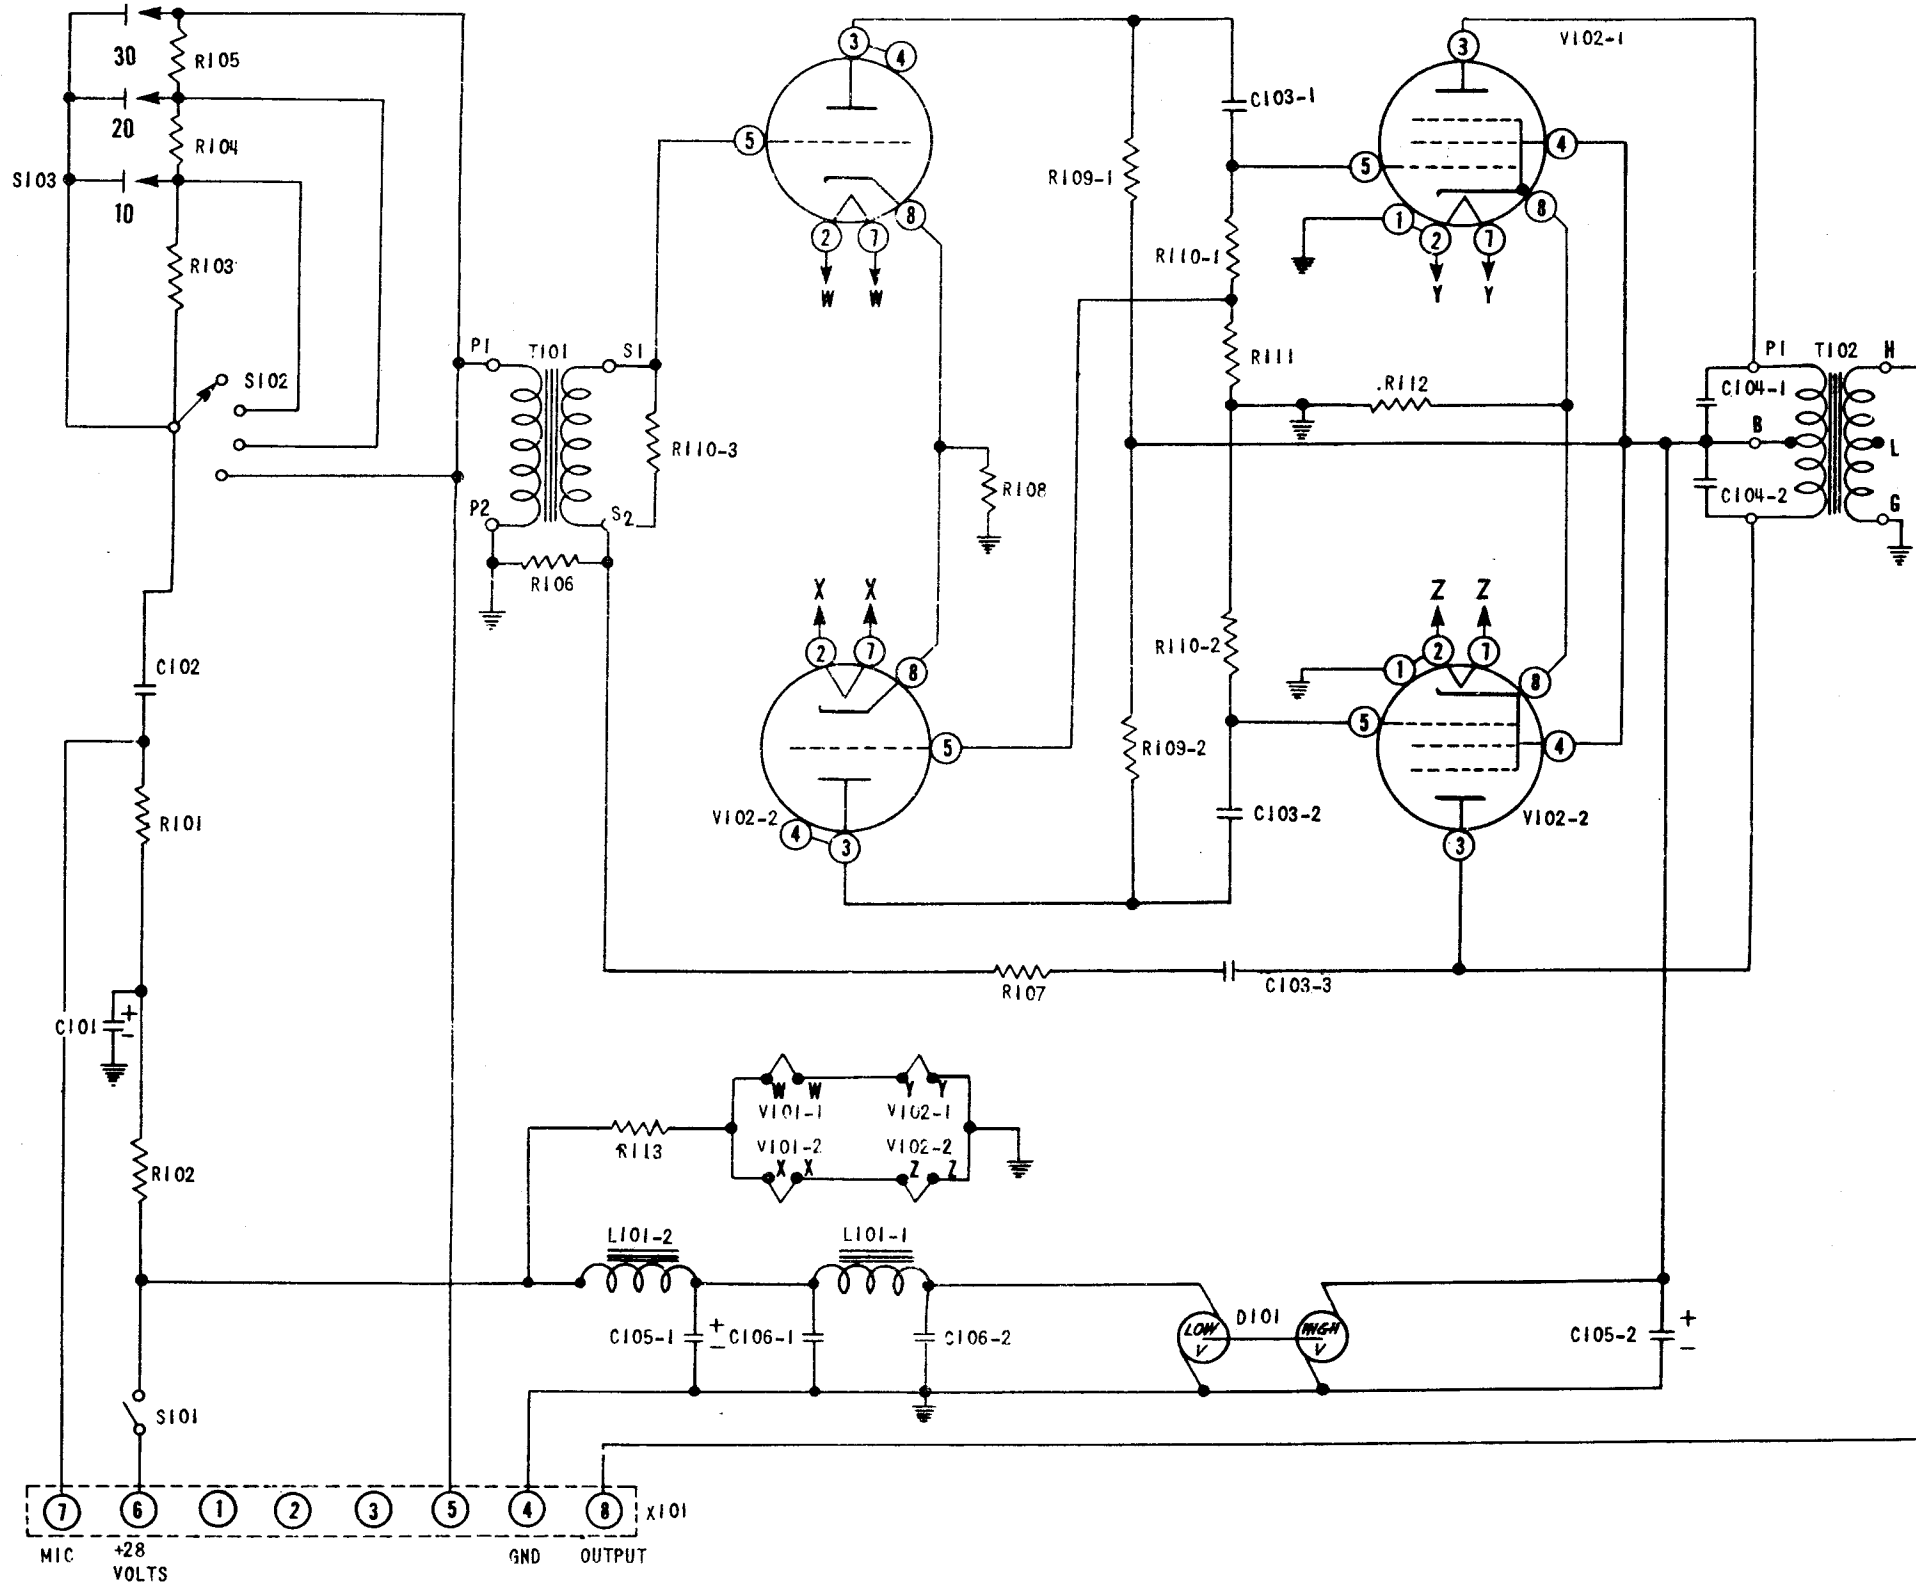 30
R105
20
R104
S103
10
R103
S102
P1
T101
S1
R110-3
P2
S2
R106
C102
R101
C101
+
-
R102
S101
3
4
5
8
2
7
W
W
R108
X
X
2
7
8
5
V102-2
4
3
R109-1
R109-2
C103-1
R110-1
R111
.R112
R110-2
C103-2
R107
C103-3
V102-1
3
4
5
8
1
2
7
Y
Y
Z
Z
1
2
7
8
5
4
V102-2
3
P1
T102
H
C104-1
B
L
C104-2
G
W
W
Y
Y
V101-1
V102-1
R113
V101-2
V102-2
X
X
Z
Z
L101-2
L101-1
C105-1
+
-
C106-1
C106-2
LOW
V
D101
HIGH
V
C105-2
+
-
7
6
1
2
3
5
4
8
X101
MIC
+28
VOLTS
GND
OUTPUT